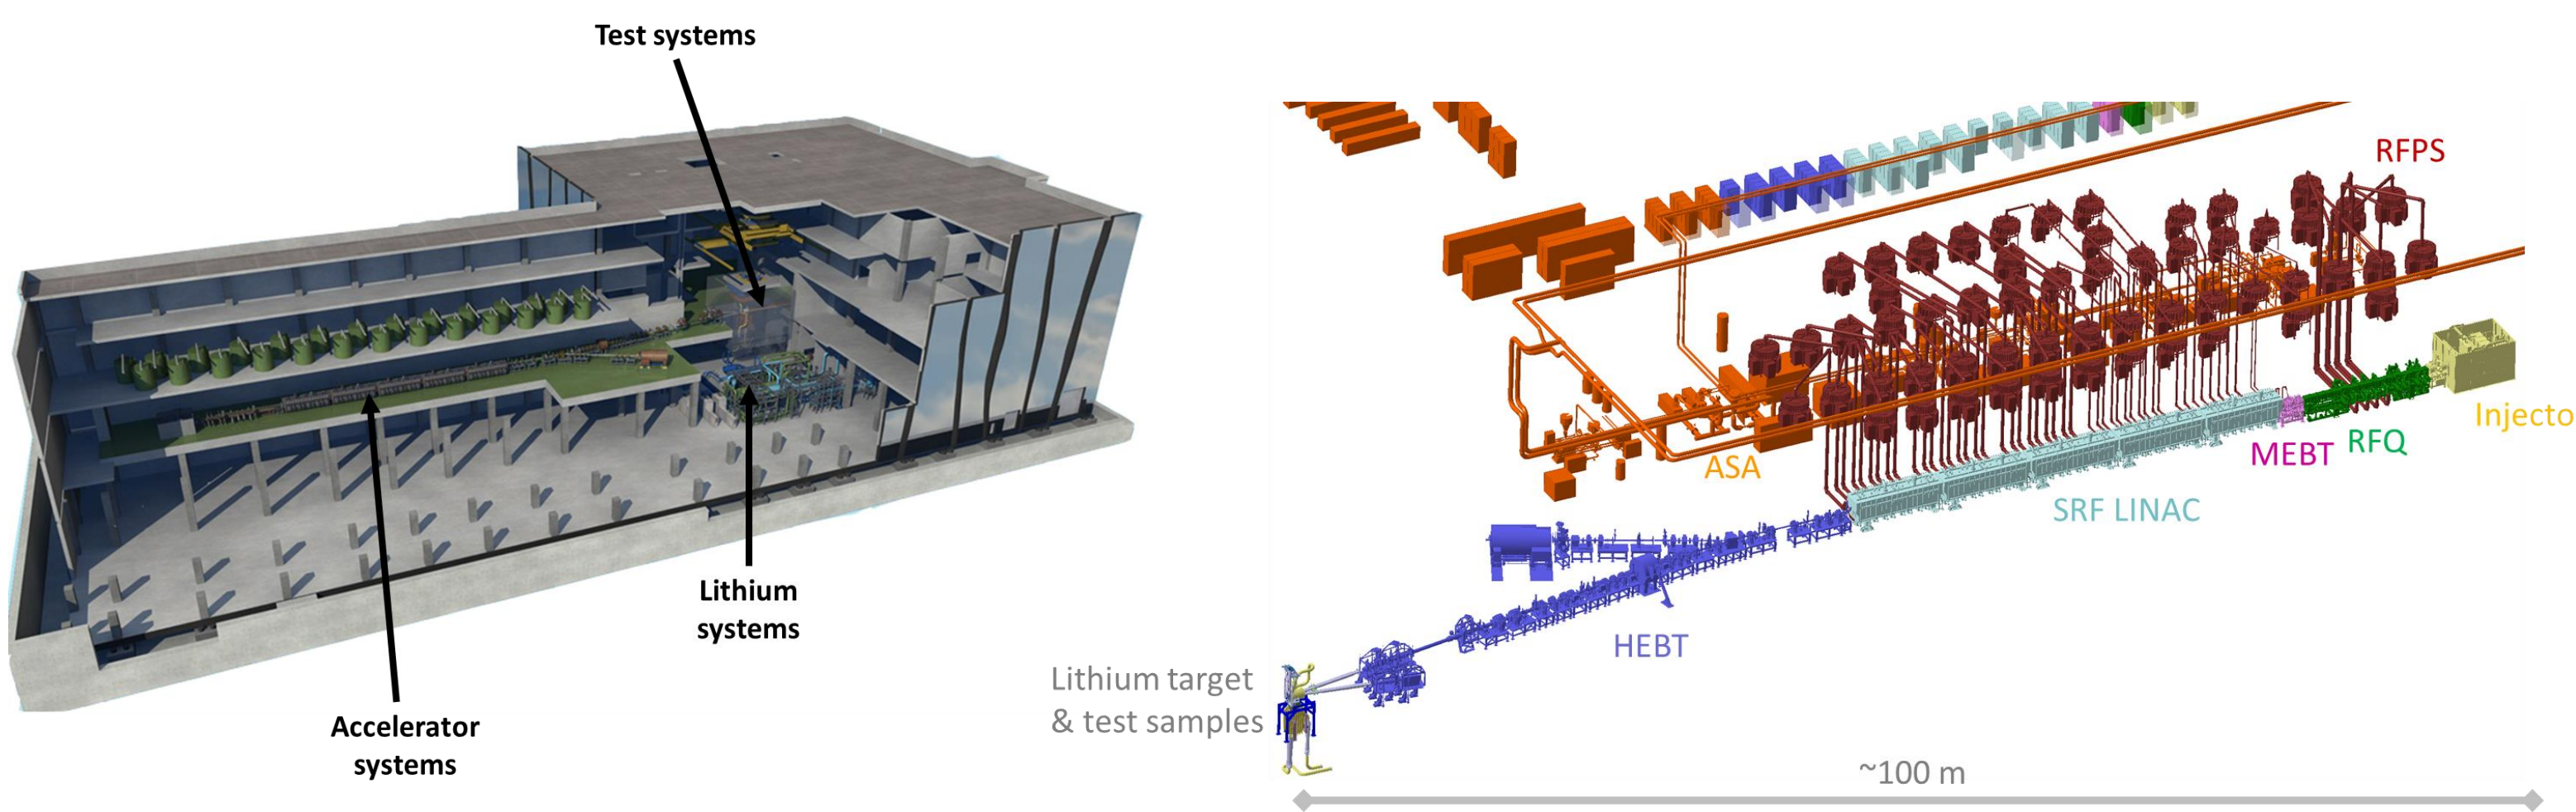 Test systems
Lithium
systems
Accelerator
systems
RFPS
Injecto
RFQ
MEBT
ASA
SRF LINAC
HEBT
Lithium target
& test samples
~100 m